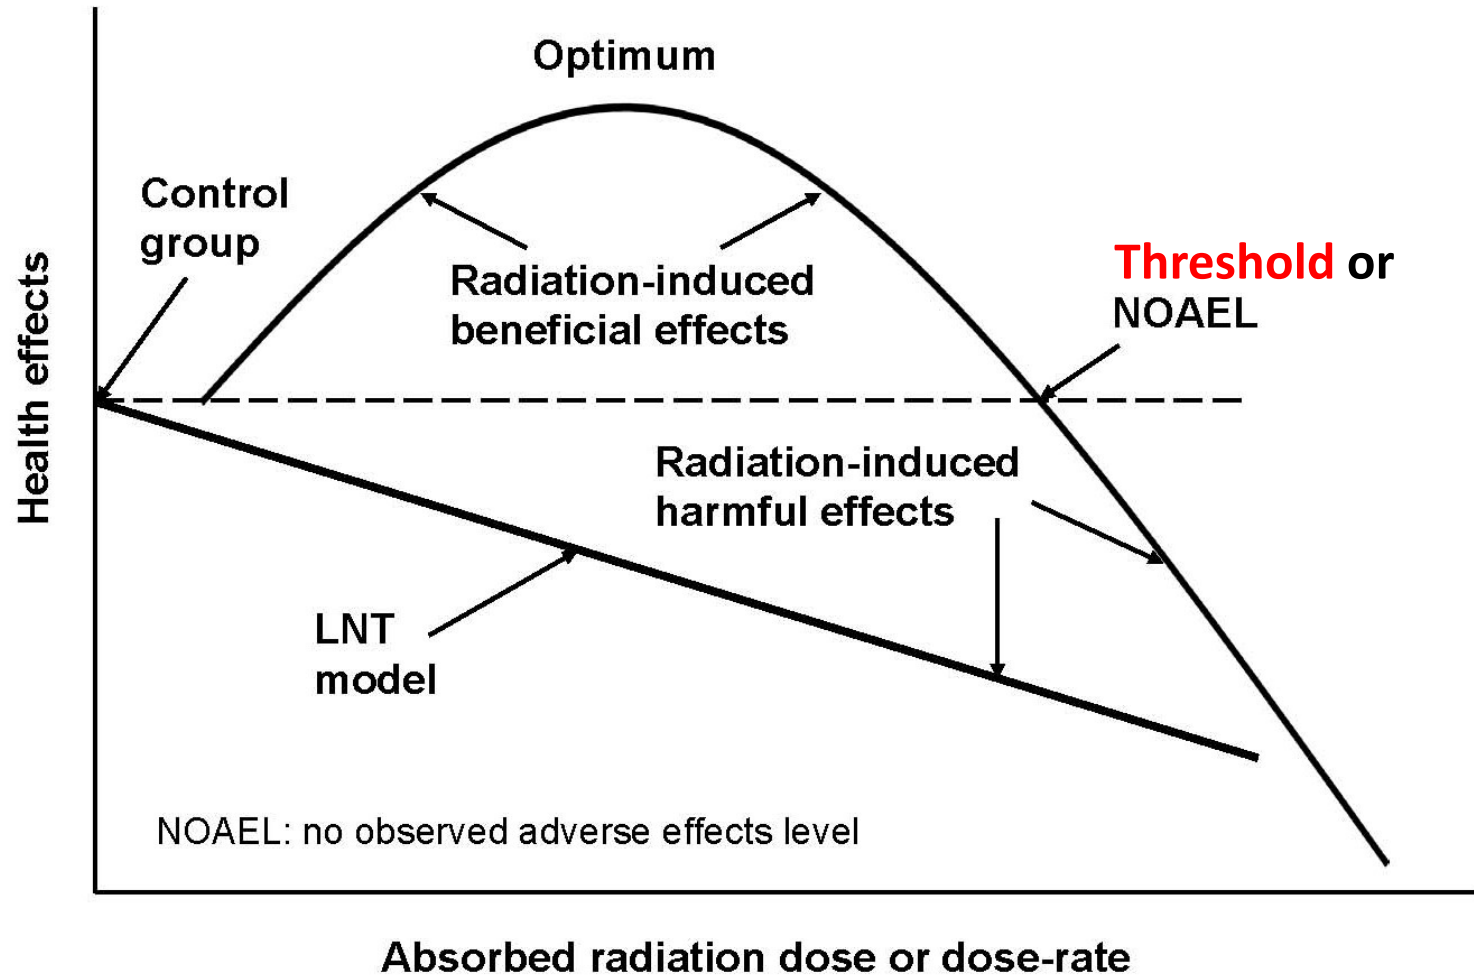 Optimum
Control
group
Radiation-induced
beneficial effects
Threshold or
NOAEL
Health effects
Radiation-induced
harmful effects
LNT
model
NOAEL: no observed adverse effects level
Absorbed radiation dose or dose-rate